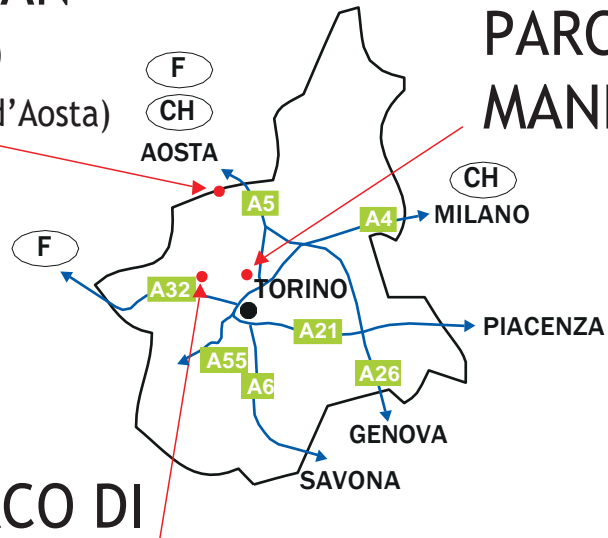 PARC
MANI
d'Aosta)
F
CH
AOSTA
CH
MILANO
A5
A4
F
A32
TORINO
A21
PIACENZA
A55
A6
A26
GENOVA
SAVONA
CO DI